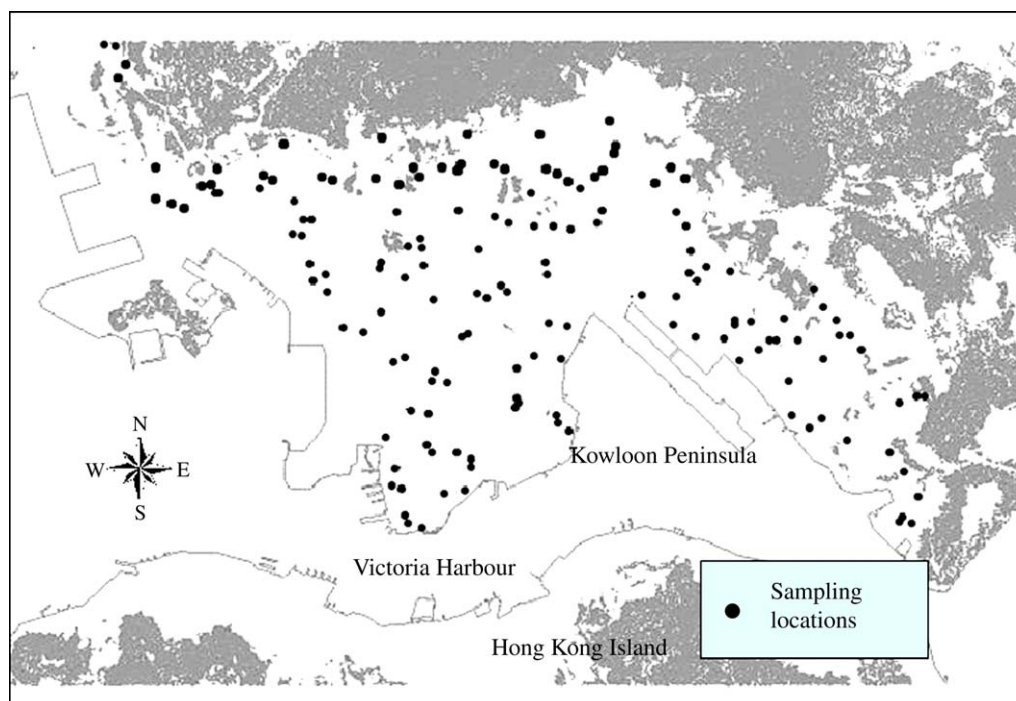 N
W E
S
Kowloon Peninsula
Victoria Harbour
Sampling
locations
Hong Kong Island